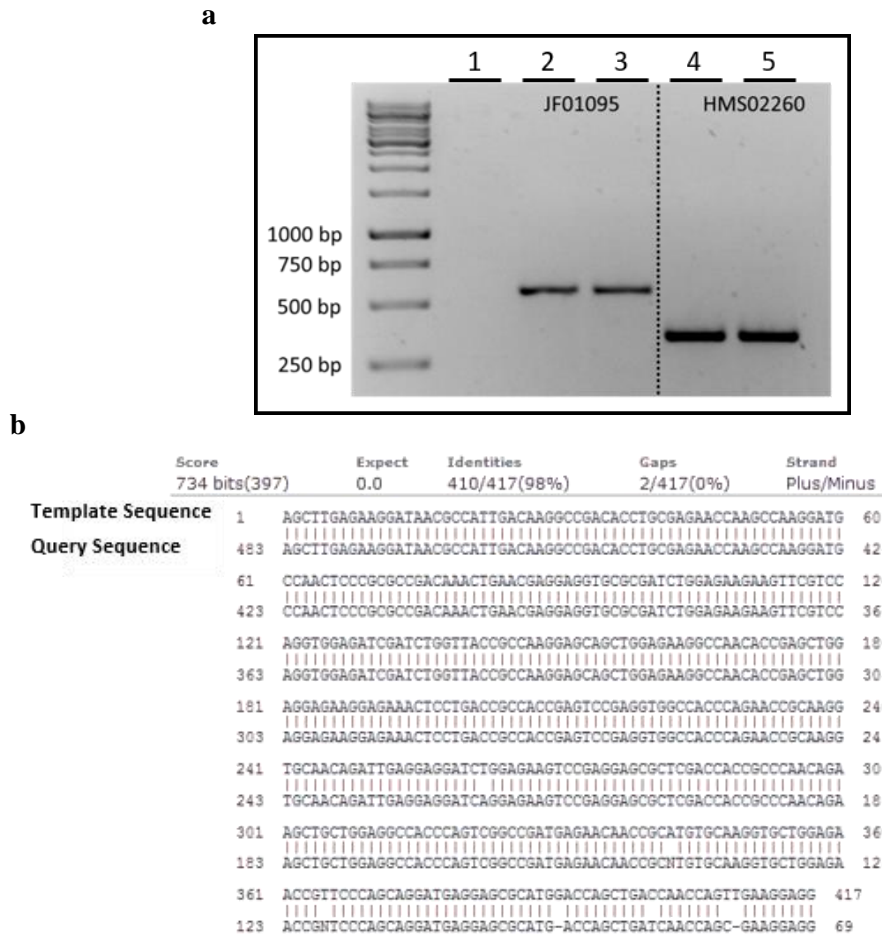 a
1 2 3 4 5
JF01095 HMS02260
1000 bp
750 bp
500 bp
250 bp
b
Score Expect Identities Gaps Strand
734 bits(397) 0.0 410/417(98%) 2/417(0%) Plus/Minus
Template Sequence 1 AGCTTGAGAAGGATAACGCCATTGACAAGGCCGACACCTGCGAGAACCAAGCCAAGGATG 60
Query Sequence 483 AGCTTGAGAAGGATAACGCCATTGACAAGGCCGACACCTGCGAGAACCAAGCCAAGGATG 42
61 CCAACTCCCGCGCCGACAAACTGAACGAGGAGGTGCGCGATCTGGAGAAGAAGTTCGTCC 12
423 CCAACTCCCGCGCCGACAAACTGAACGAGGAGGTGCGCGATCTGGAGAAGAAGTTCGTCC 36
121 AGGTGGAGATCGATCTGGTTACCGCCAAGGAGCAGCTGGAGAAGGCCAACACCGAGCTGG 18
363 AGGTGGAGATCGATCTGGTTACCGCCAAGGAGCAGCTGGAGAAGGCCAACACCGAGCTGG 30
181 AGGAGAAGGAGAAACTCCTGACCGCCACCGAGTCCGAGGTGGCCACCCAGAACCGCAAGG 24
303 AGGAGAAGGAGAAACTCCTGACCGCCACCGAGTCCGAGGTGGCCACCCAGAACCGCAAGG 24
241 TGCAACAGATTGAGGAGGATCTGGAGAAGTCCGAGGAGCGCTCGACCACCGCCCAACAGA 30
243 TGCAACAGATTGAGGAGGATCAGGAGAAGTCCGAGGAGCGCTCGACCACCGCCCAACAGA 18
301 AGCTGCTGGAGGCCACCCAGTCGGCCGATGAGAACAACCGCATGTGCAAGGTGCTGGAGA 36
183 AGCTGCTGGAGGCCACCCAGTCGGCCGATGAGAACAACCGCNTGTGCAAGGTGCTGGAGA 12
361 ACCGTTCCCAGCAGGATGAGGAGCGCATGGACCAGCTGACCAACCAGTTGAAGGAGG 417
123 ACCGNTCCCAGCAGGATGAGGAGCGCATG-ACCAGCTGATCAACCAGC-GAAGGAGG 69